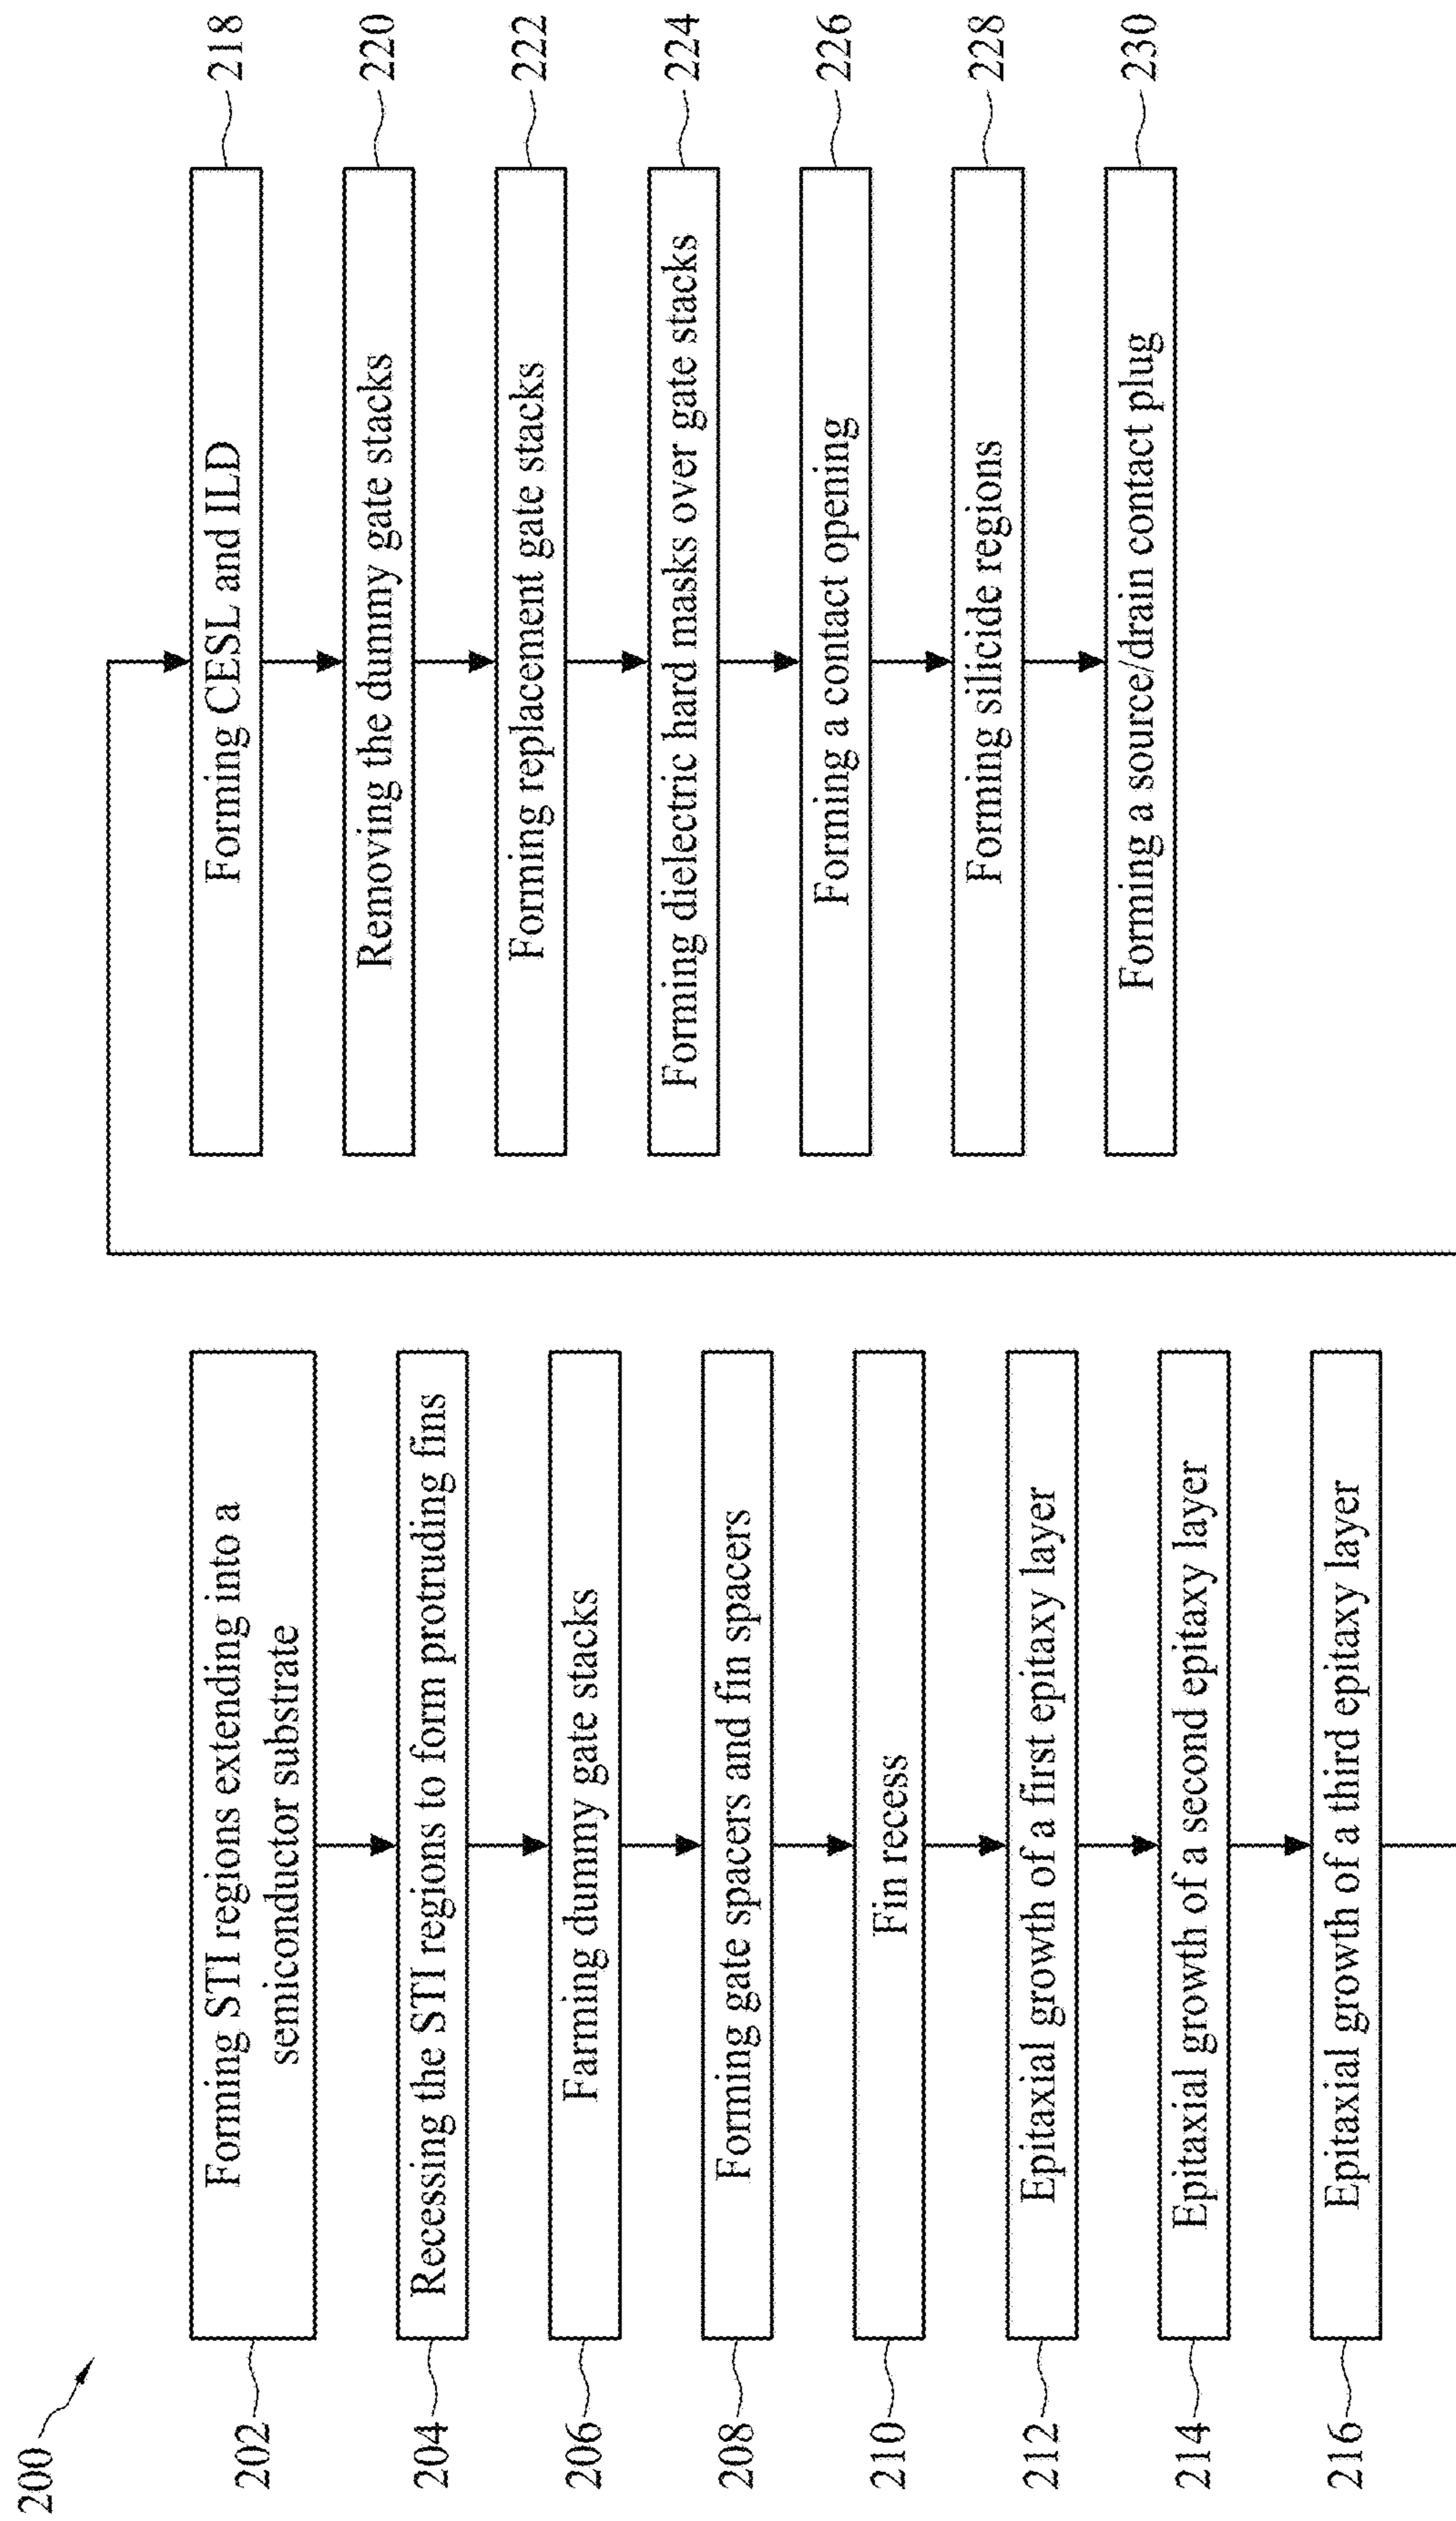 200
202
Forming STI regions extending into a
semiconductor substrate
204
Recessing the STI regions to form protruding fins
206
Farming dummy gate stacks
208
Forming gate spacers and fin spacers
210
Fin recess
212
Epitaxial growth of a first epitaxy layer
214
Epitaxial growth of a second epitaxy layer
216
Epitaxial growth of a third epitaxy layer
Forming CESL and ILD
218
Removing the dummy gate stacks
220
Forming replacement gate stacks
222
Forming dielectric hard masks over gate stacks
224
Forming a contact opening
226
Forming silicide regions
228
Forming a source/drain contact plug
230